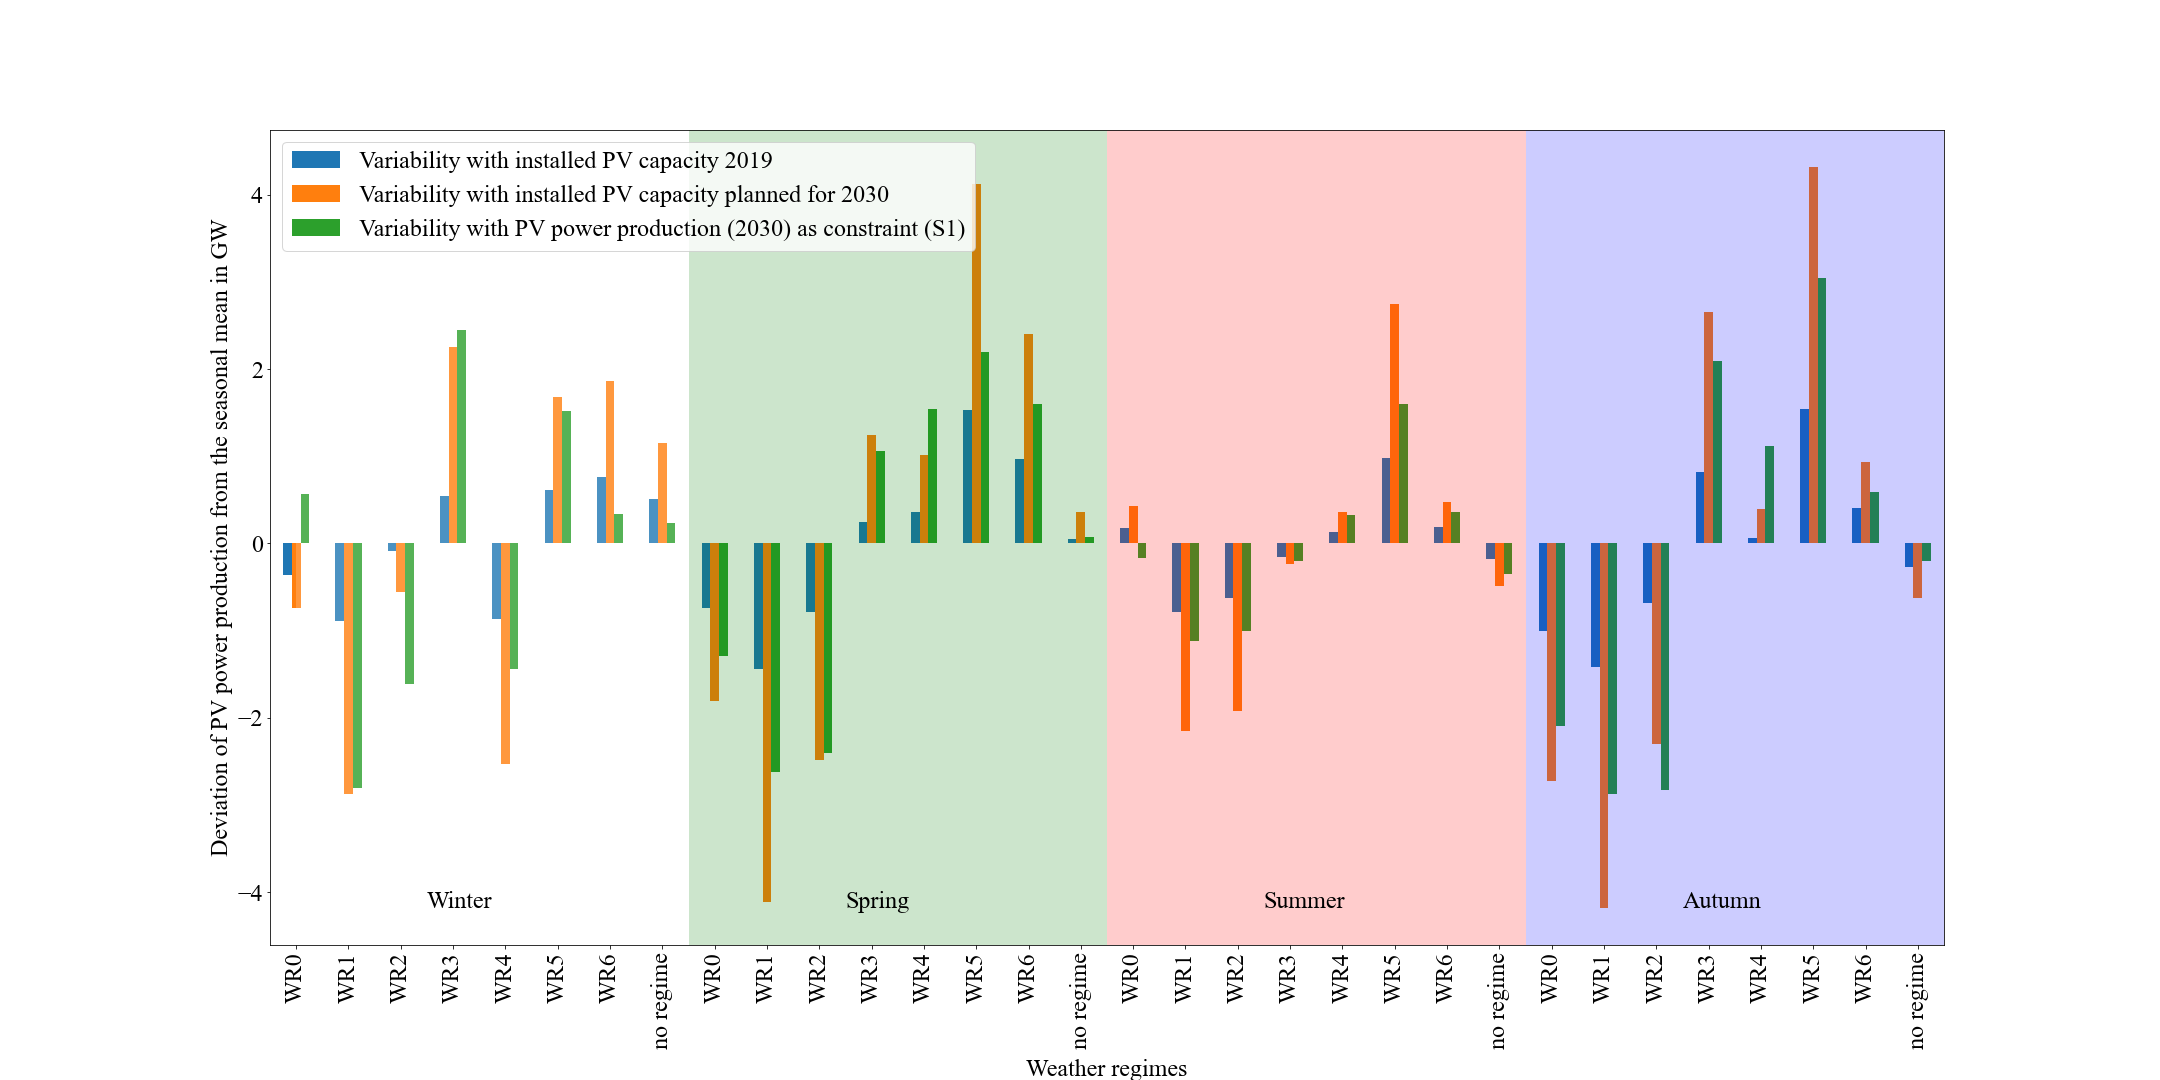 Variability with installed PV capacity 2019
Variability with installed PV capacity planned for 2030
Variability with PV power production (2030) as constraint (S1)
Deviation of PV power production from the seasonal mean in GW
4
2
0
−2
−4
Winter
Spring
Summer
Autumn
WR0
WR1
WR2
WR3
WR4
WR5
WR6
no regime
WR0
WR1
WR2
WR3
WR4
WR5
WR6
no regime
WR0
WR1
WR2
WR3
WR4
WR5
WR6
no regime
WR0
WR1
WR2
WR3
WR4
WR5
WR6
no regime
Weather regimes